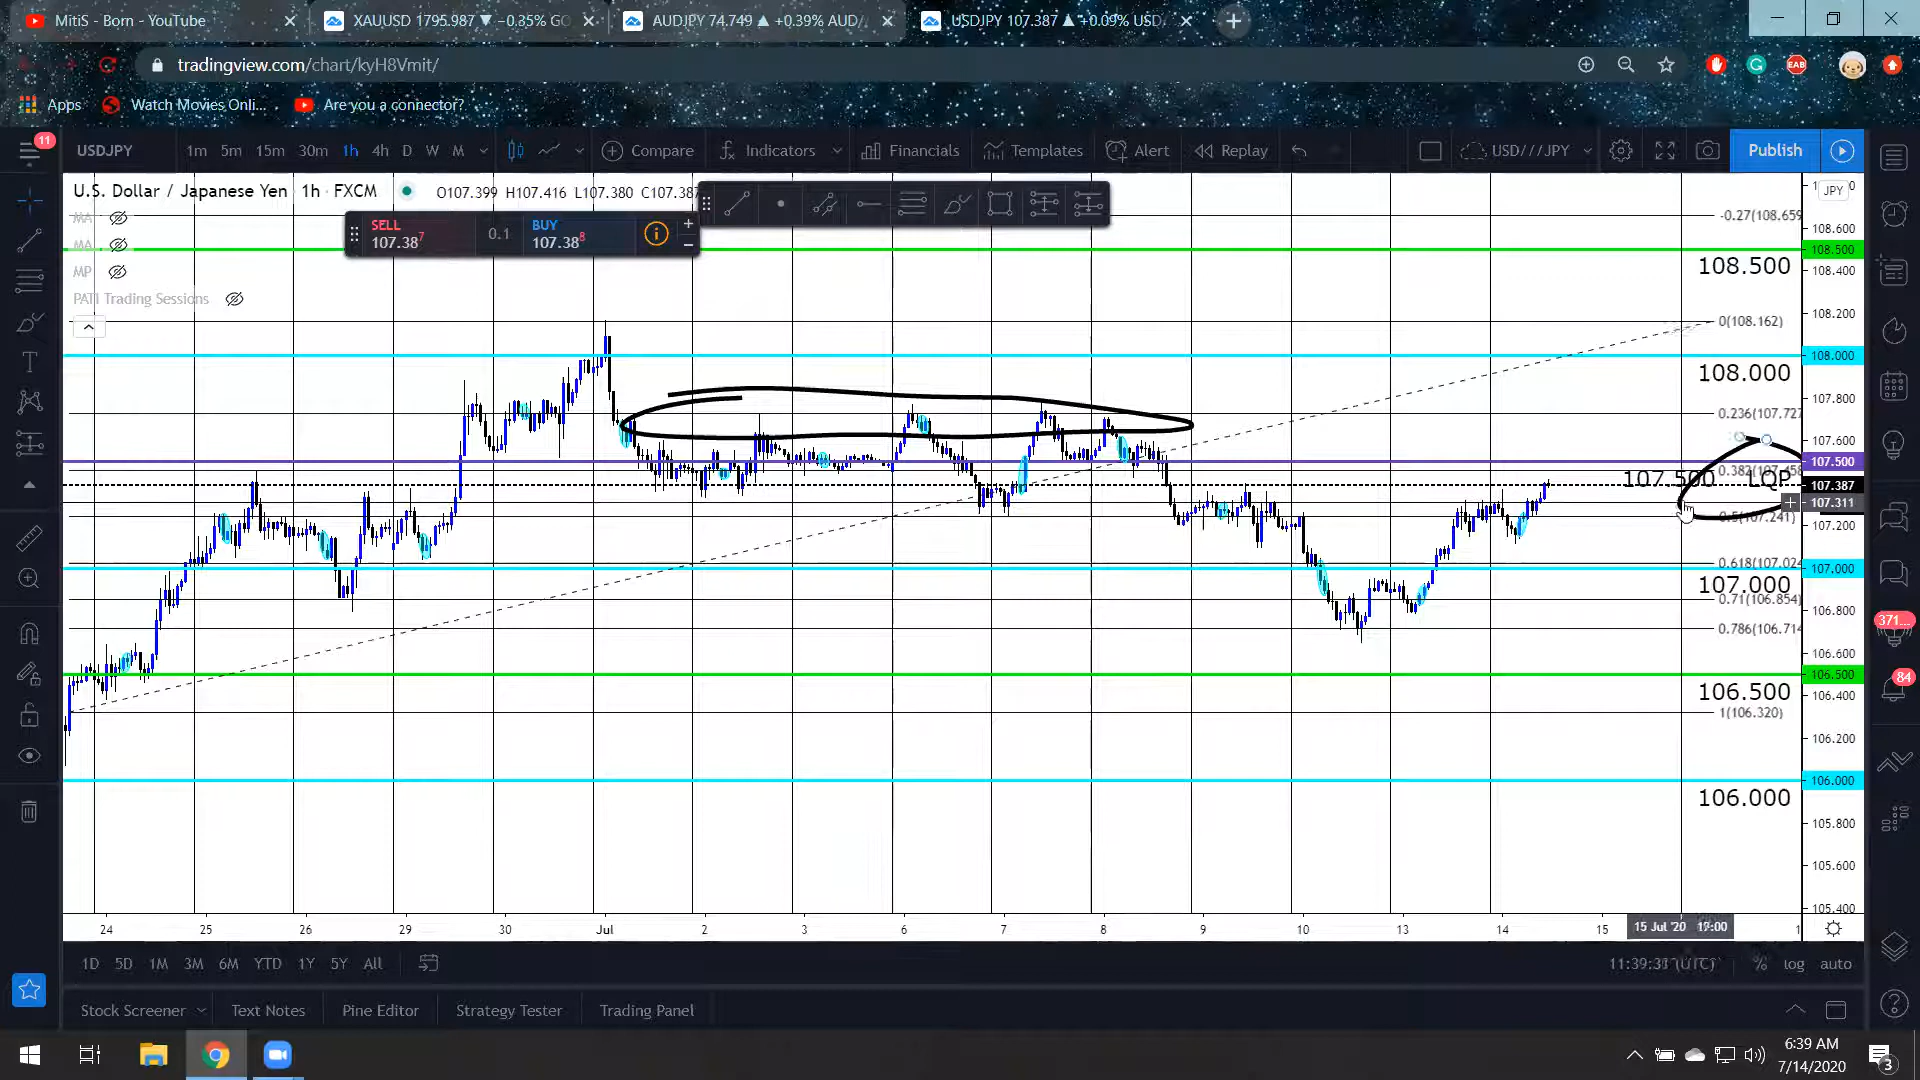 MitiS - Born - YouTube
XAUUSD 1795.987 ▼ −0.35% GO
AUDJPY 74.749 ▲ +0.39% AUD/
USDJPY 107.387 ▲ +0.09% USD
tradingview.com/chart/kyH8Vmit/
Apps
Watch Movies Onli...
Are you a connector?
11
USDJPY
1m 5m 15m 30m 1h 4h D W M
Compare
Indicators
Financials
Templates
Alert
Replay
USD///JPY
Publish
U.S. Dollar / Japanese Yen · 1h · FXCM
O107.399 H107.416 L107.380 C107.387
JPY
MA
MA
MP
PATI Trading Sessions
SELL
107.387
0.1
BUY
107.388
-0.27(108.659
108.600
108.500
108.500
108.400
108.200
0(108.162)
108.000
108.000
107.800
0.236(107.727
107.600
107.500
0.382(107.458
107.500 LQP
107.387
107.311
0.5(107.241)
107.200
0.618(107.024
107.000
107.000
0.71(106.854)
106.800
0.786(106.714
106.600
106.500
106.500
106.400
1(106.320)
106.200
106.000
106.000
105.800
105.600
105.400
371...
84
24 25 26 29 30 Jul 2 3 6 7 8 9 10 13 14 15
15 Jul '20
1D 5D 1M 3M 6M YTD 1Y 5Y All
(UTC) % log auto
Stock Screener
Text Notes
Pine Editor
Strategy Tester
Trading Panel
6:39 AM
7/14/2020
3